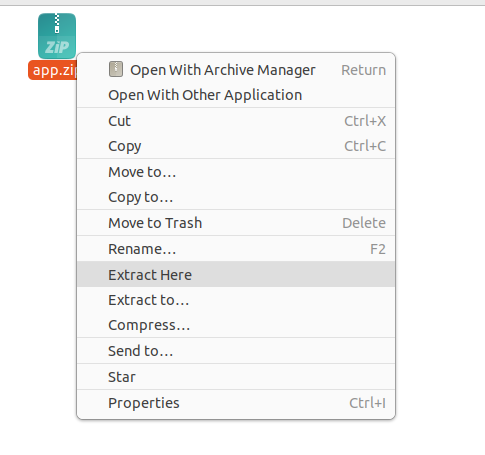 ZiP
app.zip
Open With Archive Manager Return
Open With Other Application
Cut Ctrl+X
Copy Ctrl+C
Move to...
Copy to...
Move to Trash Delete
Rename... F2
Extract Here
Extract to...
Compress...
Send to...
Star
Properties Ctrl+I